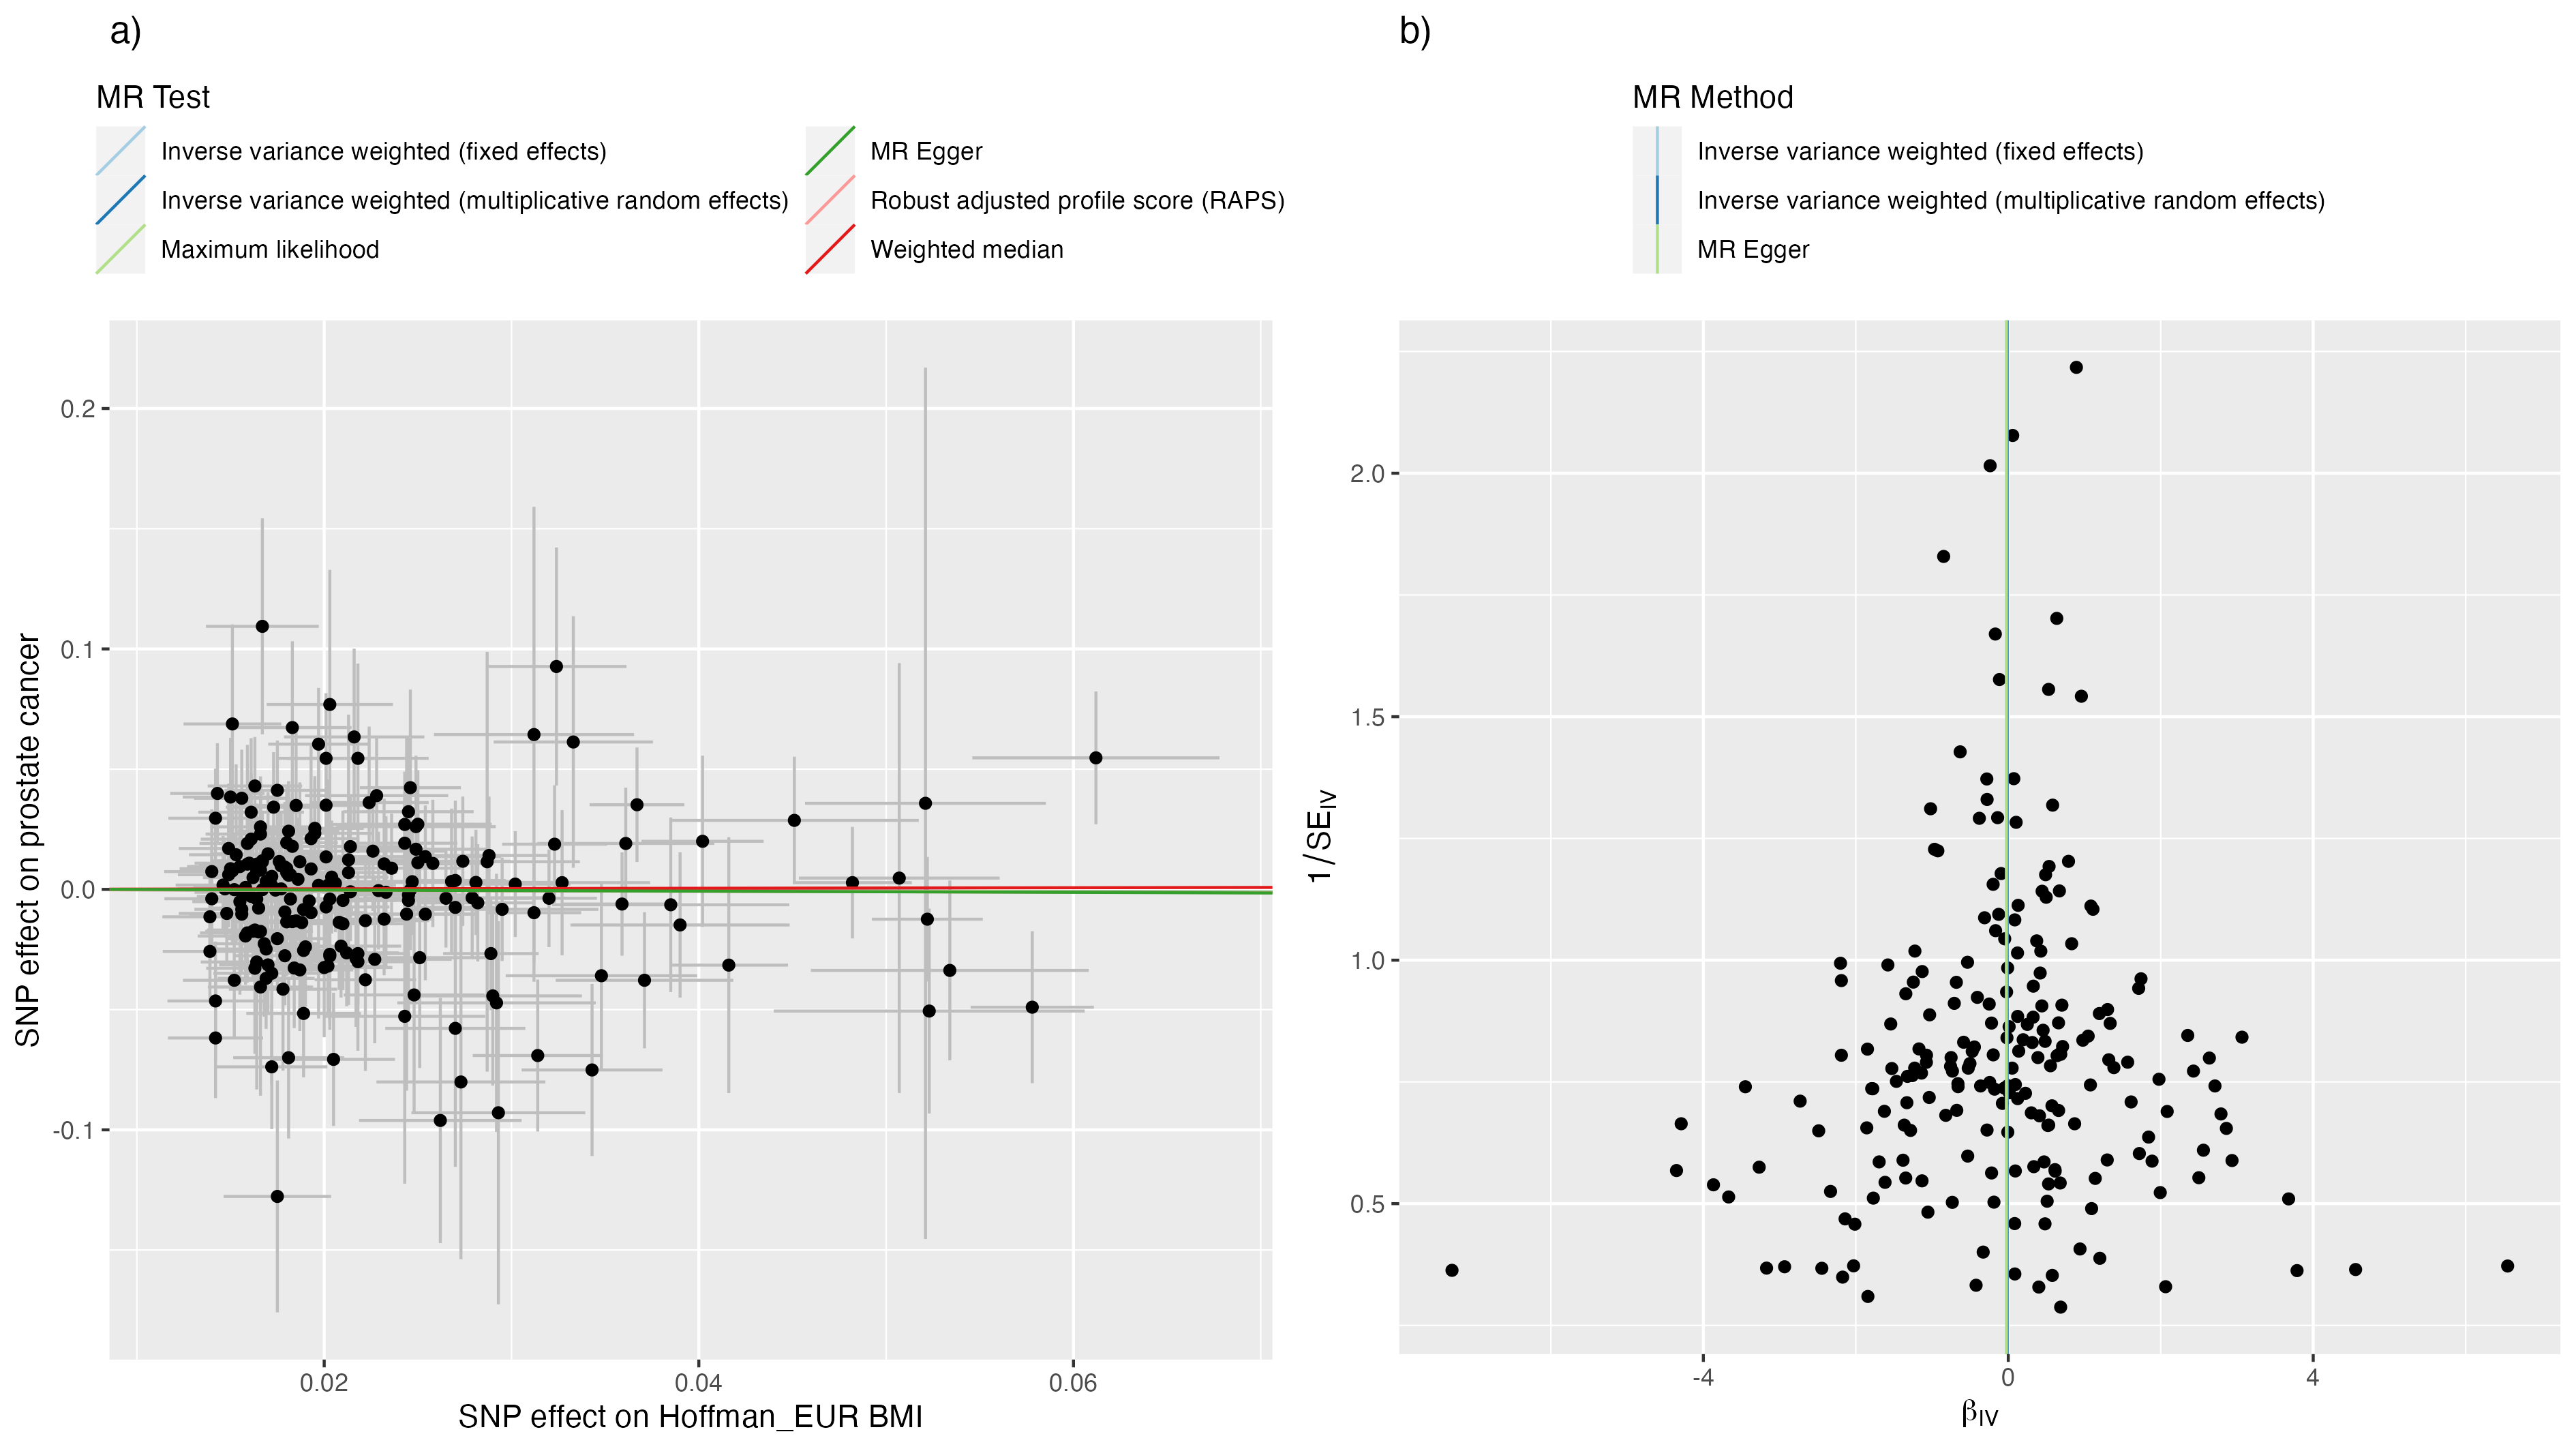 a)
MR Test
Inverse variance weighted (fixed effects)
Inverse variance weighted (multiplicative random effects)
Maximum likelihood
MR Egger
Robust adjusted profile score (RAPS)
Weighted median
SNP effect on prostate cancer
0.2
0.1
0.0
-0.1
0.02
0.04
0.06
SNP effect on Hoffman_EUR BMI
b)
MR Method
Inverse variance weighted (fixed effects)
Inverse variance weighted (multiplicative random effects)
MR Egger
1/SE_IV
2.0
1.5
1.0
0.5
-4
0
4
β_IV